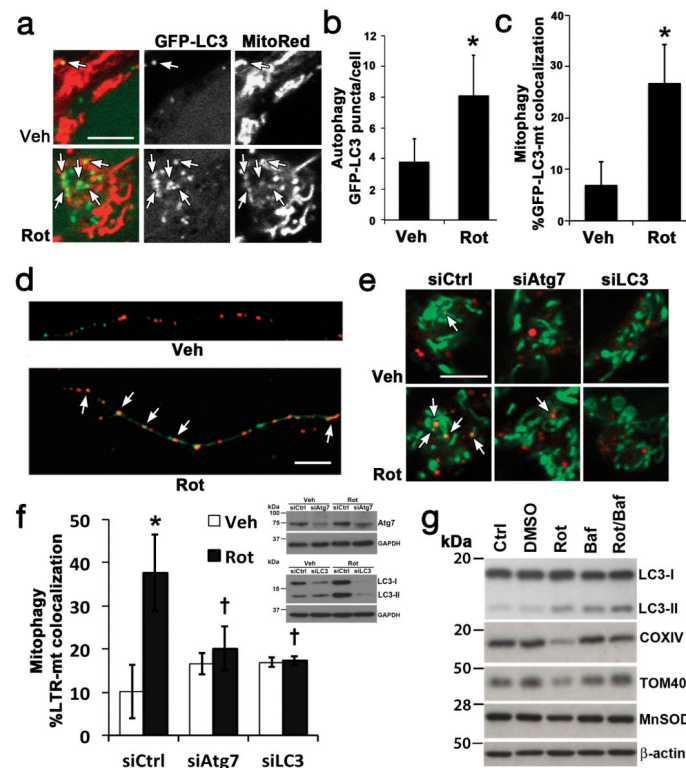 a
GFP-LC3 MitoRed
Veh
Rot
b
Autophagy
GFP-LC3 puncta/cell
12
10
8
6
4
2
0
*
Veh Rot
c
Mitophagy
%GFP-LC3-mt colocalization
40
30
20
10
0
*
Veh Rot
d
Veh
Rot
e
siCtrl siAtg7 siLC3
Veh
Rot
f
Mitophagy
%LTR-mt colocalization
50
40
30
20
10
0
Veh
Rot
*
†
†
siCtrl siAtg7 siLC3
Veh Rot
kDa siCtrl siAtg7 siCtrl siAtg7
100
75
37
Atg7
GAPDH
Veh Rot
kDa siCtrl siLC3 siCtrl siLC3
15
37
LC3-I
LC3-II
GAPDH
g
kDa
Ctrl DMSO Rot Baf Rot/Baf
20
LC3-I
LC3-II
20
COXIV
50
TOM40
28
MnSOD
50
β-actin